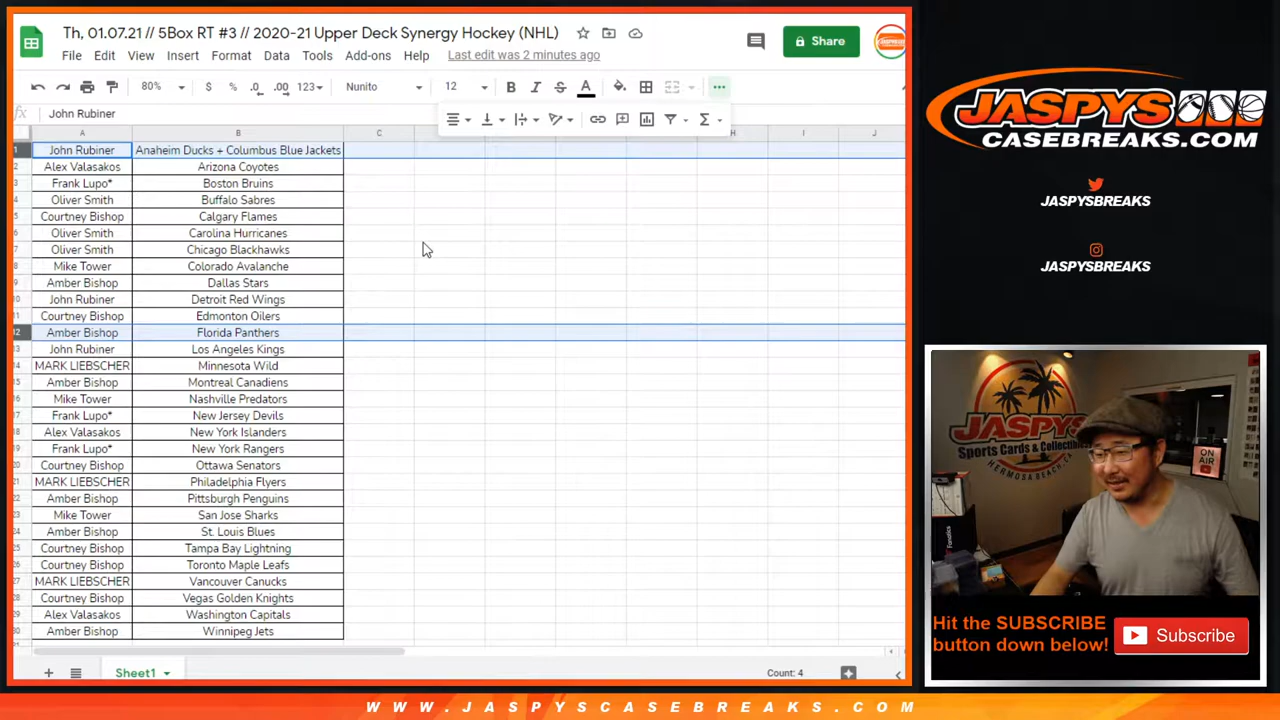 Th, 01.07.21 // 5Box RT #3 // 2020-21 Upper Deck Synergy Hockey (NHL)
File Edit View Insert Format Data Tools Add-ons Help Last edit was 2 minutes ago
Share
80% $ % .0 .00 123 Nunito 12 B I S A
fx John Rubiner
A B C H I J
1 John Rubiner Anaheim Ducks + Columbus Blue Jackets
2 Alex Valasakos Arizona Coyotes
3 Frank Lupo* Boston Bruins
4 Oliver Smith Buffalo Sabres
5 Courtney Bishop Calgary Flames
6 Oliver Smith Carolina Hurricanes
7 Oliver Smith Chicago Blackhawks
8 Mike Tower Colorado Avalanche
9 Amber Bishop Dallas Stars
10 John Rubiner Detroit Red Wings
11 Courtney Bishop Edmonton Oilers
12 Amber Bishop Florida Panthers
13 John Rubiner Los Angeles Kings
14 MARK LIEBSCHER Minnesota Wild
15 Amber Bishop Montreal Canadiens
16 Mike Tower Nashville Predators
17 Frank Lupo* New Jersey Devils
18 Alex Valasakos New York Islanders
19 Frank Lupo* New York Rangers
20 Courtney Bishop Ottawa Senators
21 MARK LIEBSCHER Philadelphia Flyers
22 Amber Bishop Pittsburgh Penguins
23 Mike Tower San Jose Sharks
24 Amber Bishop St. Louis Blues
25 Courtney Bishop Tampa Bay Lightning
26 Courtney Bishop Toronto Maple Leafs
27 MARK LIEBSCHER Vancouver Canucks
28 Courtney Bishop Vegas Golden Knights
29 Alex Valasakos Washington Capitals
30 Amber Bishop Winnipeg Jets
Sheet1 Count: 4
JASPYS
CASEBREAKS.COM
JASPYSBREAKS
JASPYSBREAKS
JASPYS
Sports Cards & Collectibles
HERMOSA BEACH, CA
ON
AIR
Fanatics
Hit the SUBSCRIBE
button down below!
Subscribe
WWW.JASPYSCASEBREAKS.COM